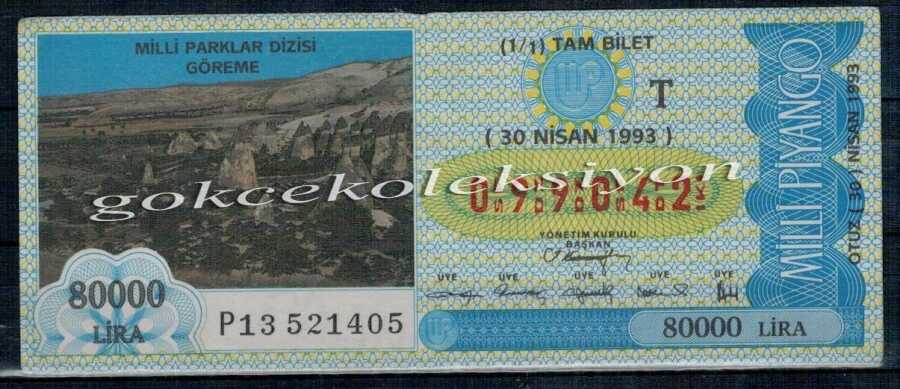 MİLLİ PARKLAR DİZİSİ
GÖREME
80000
LİRA
P13 521405
(1/1) TAM BİLET
T
( 30 NİSAN 1993 )
gokcekoleksiyon
YÖNETİM KURULU
BAŞKAN
ÜYE ÜYE ÜYE ÜYE ÜYE
80000 LİRA
MİLLİ PİYANGO
OTUZ ( 30 ) NİSAN 1993